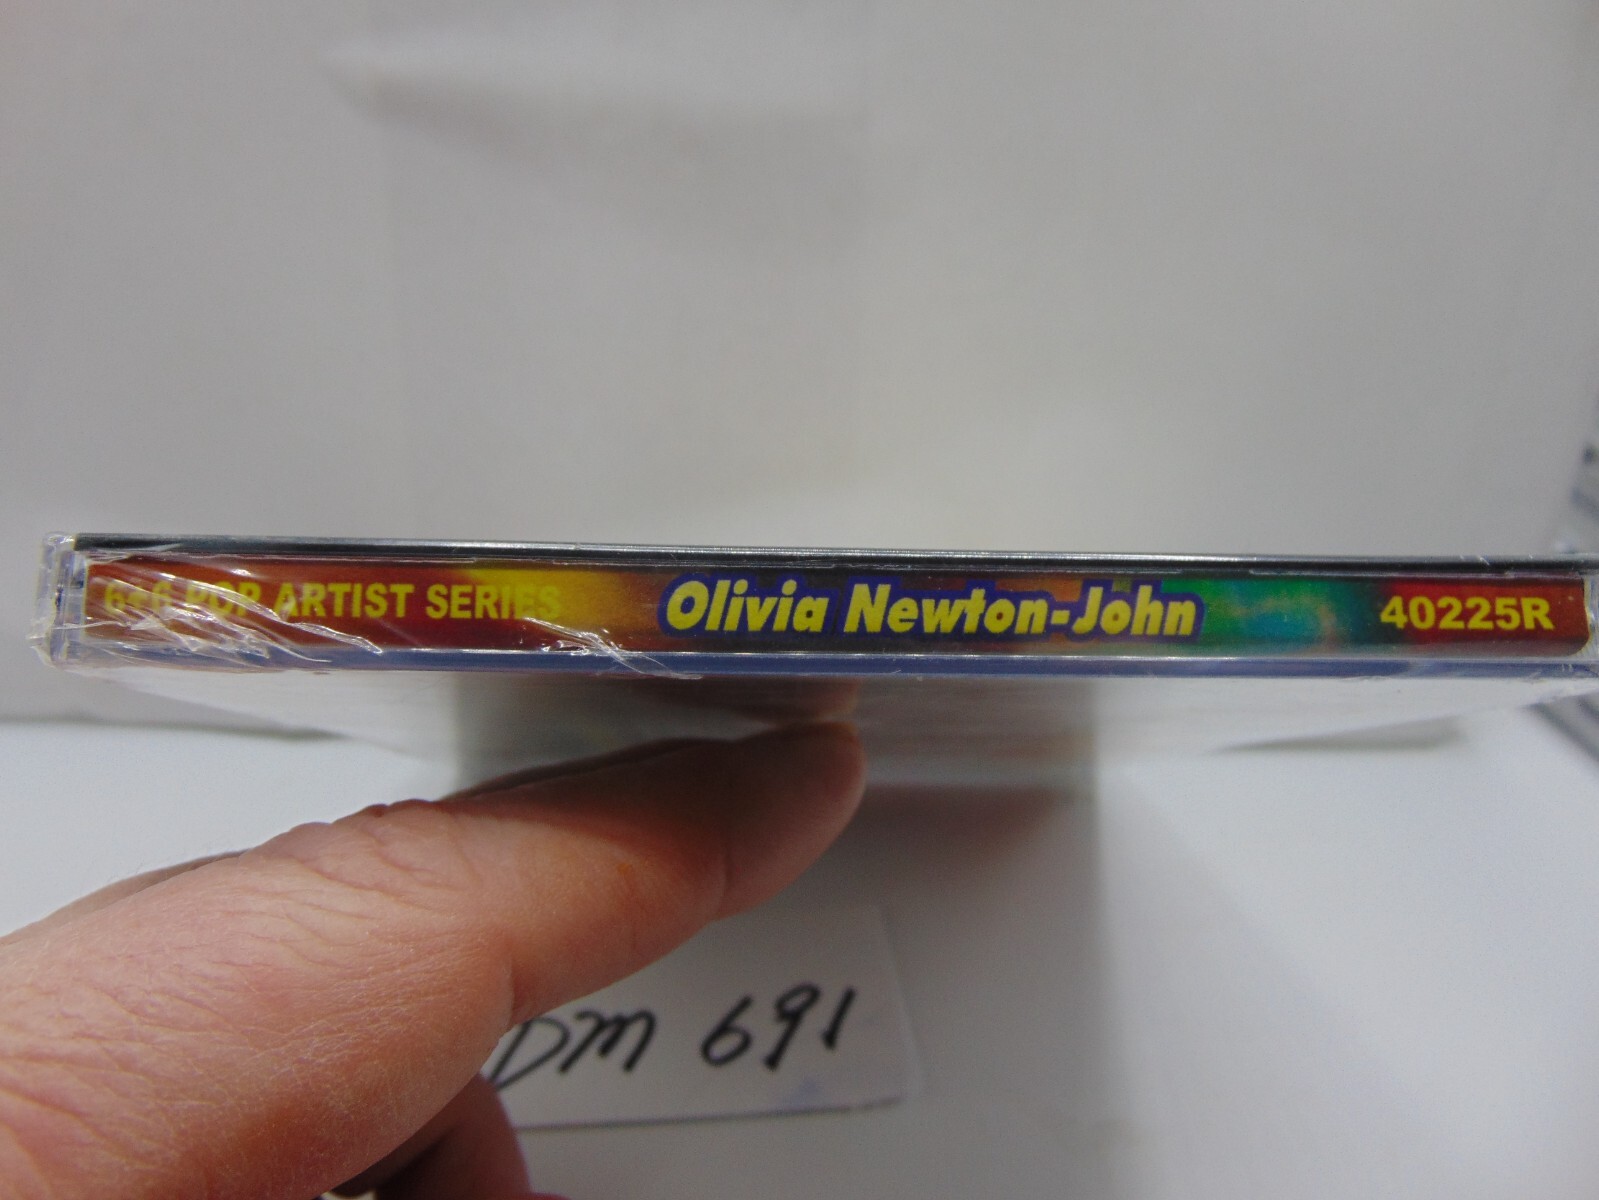 6+6 POP ARTIST SERIES Olivia Newton-John 40225R
DM 691